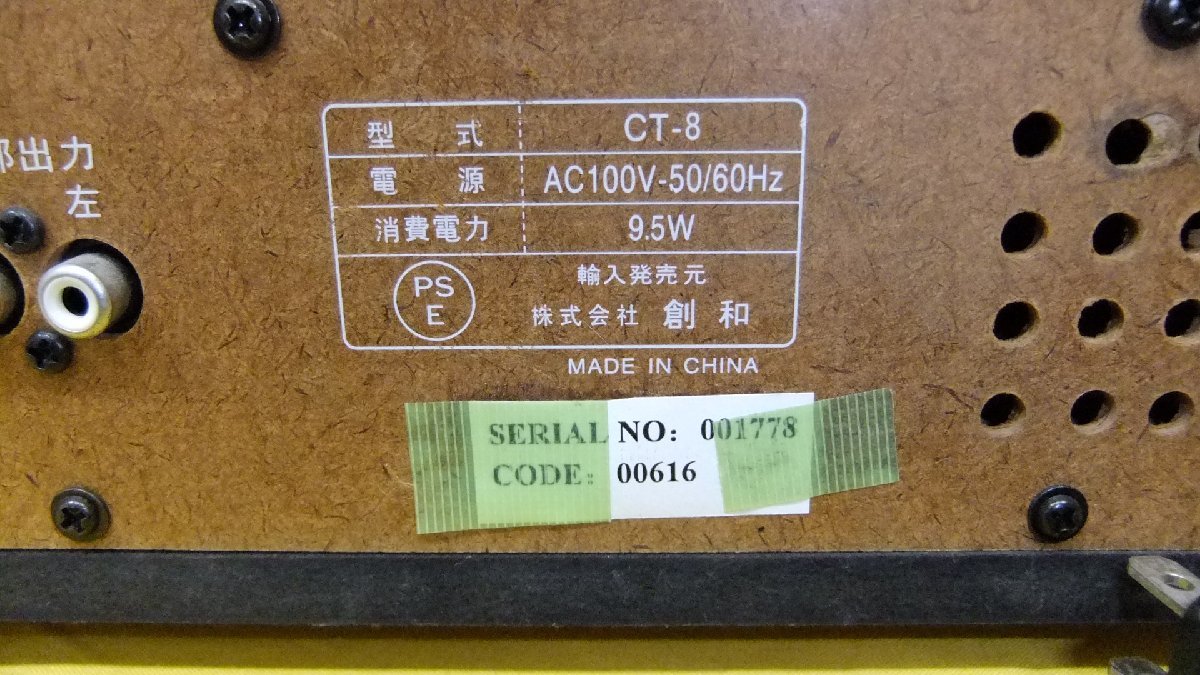 部出力
左
型 式 CT-8
電 源 AC100V-50/60Hz
消費電力 9.5W
PS
E
輸入発売元
株式会社 創和
MADE IN CHINA
SERIAL NO: 001778
CODE: 00616